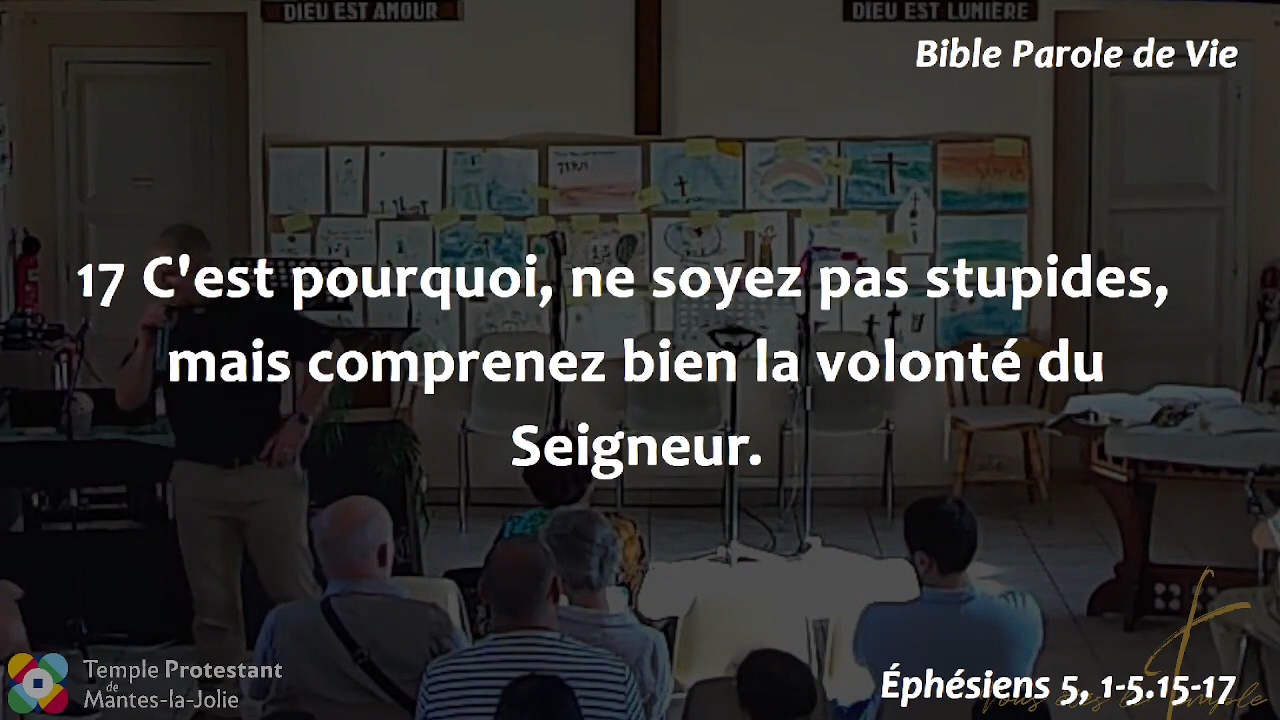 DIEU EST AMOUR
DIEU EST LUMIÈRE
Bible Parole de Vie
17 C'est pourquoi, ne soyez pas stupides,
mais comprenez bien la volonté du
Seigneur.
Temple Protestant
de
Mantes-la-Jolie
Éphésiens 5, 1-5.15-17